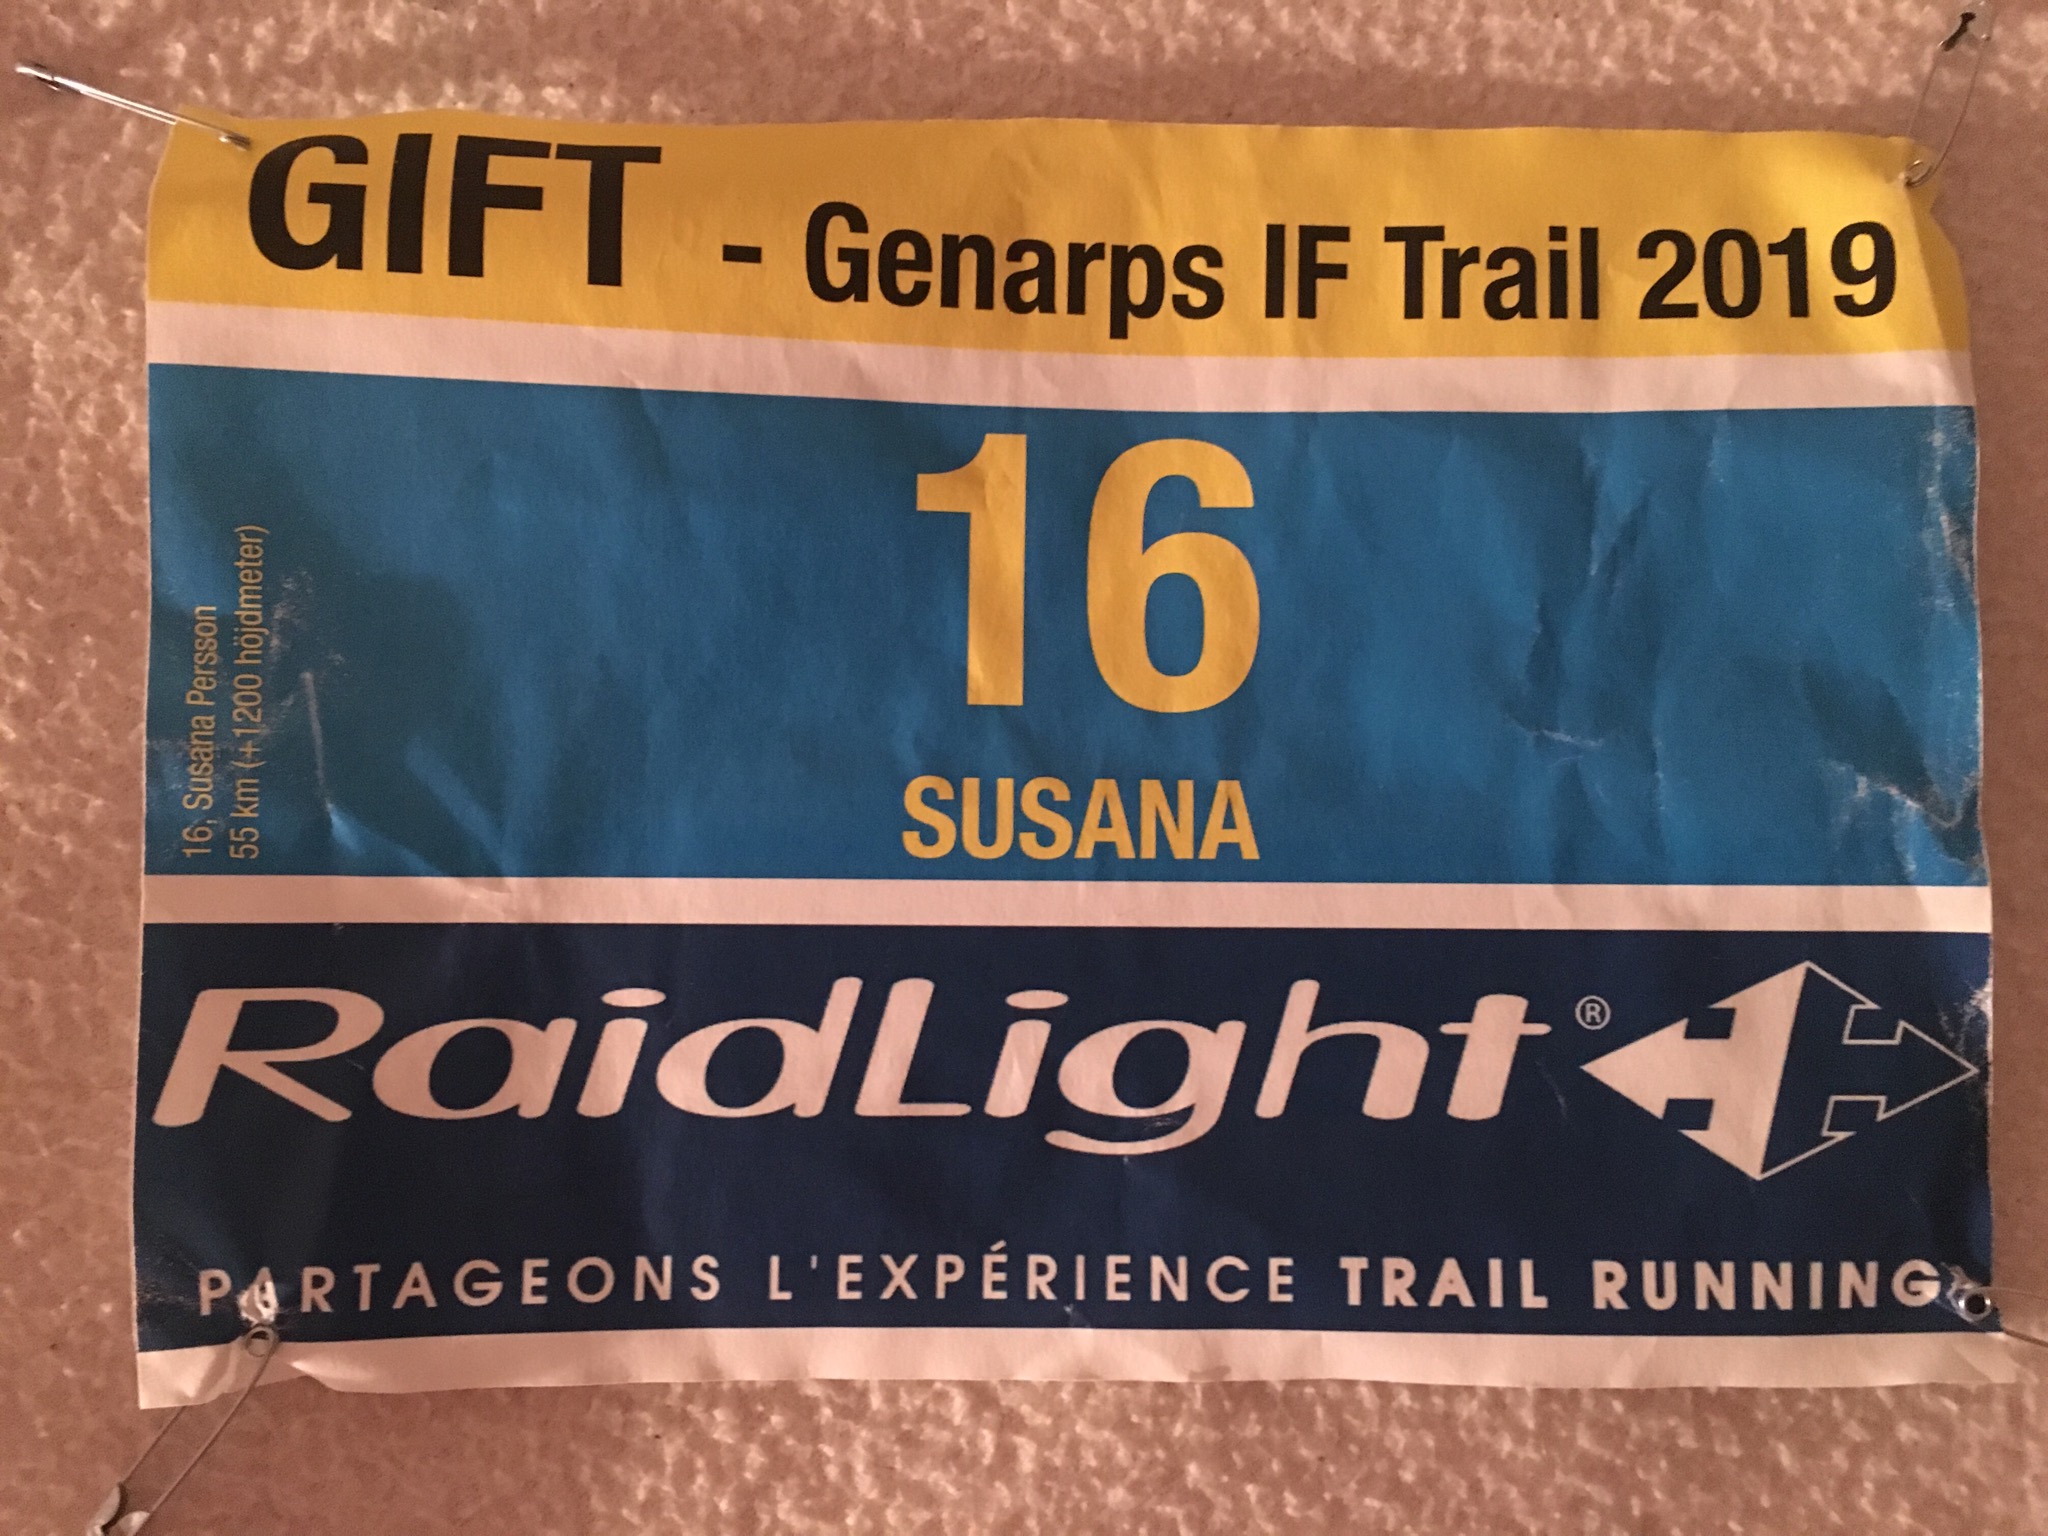 GIFT - Genarps IF Trail 2019
16
SUSANA
16, Susana Persson
55 km (+1200 höjdmeter)
RaidLight®
PARTAGEONS L'EXPÉRIENCE TRAIL RUNNING